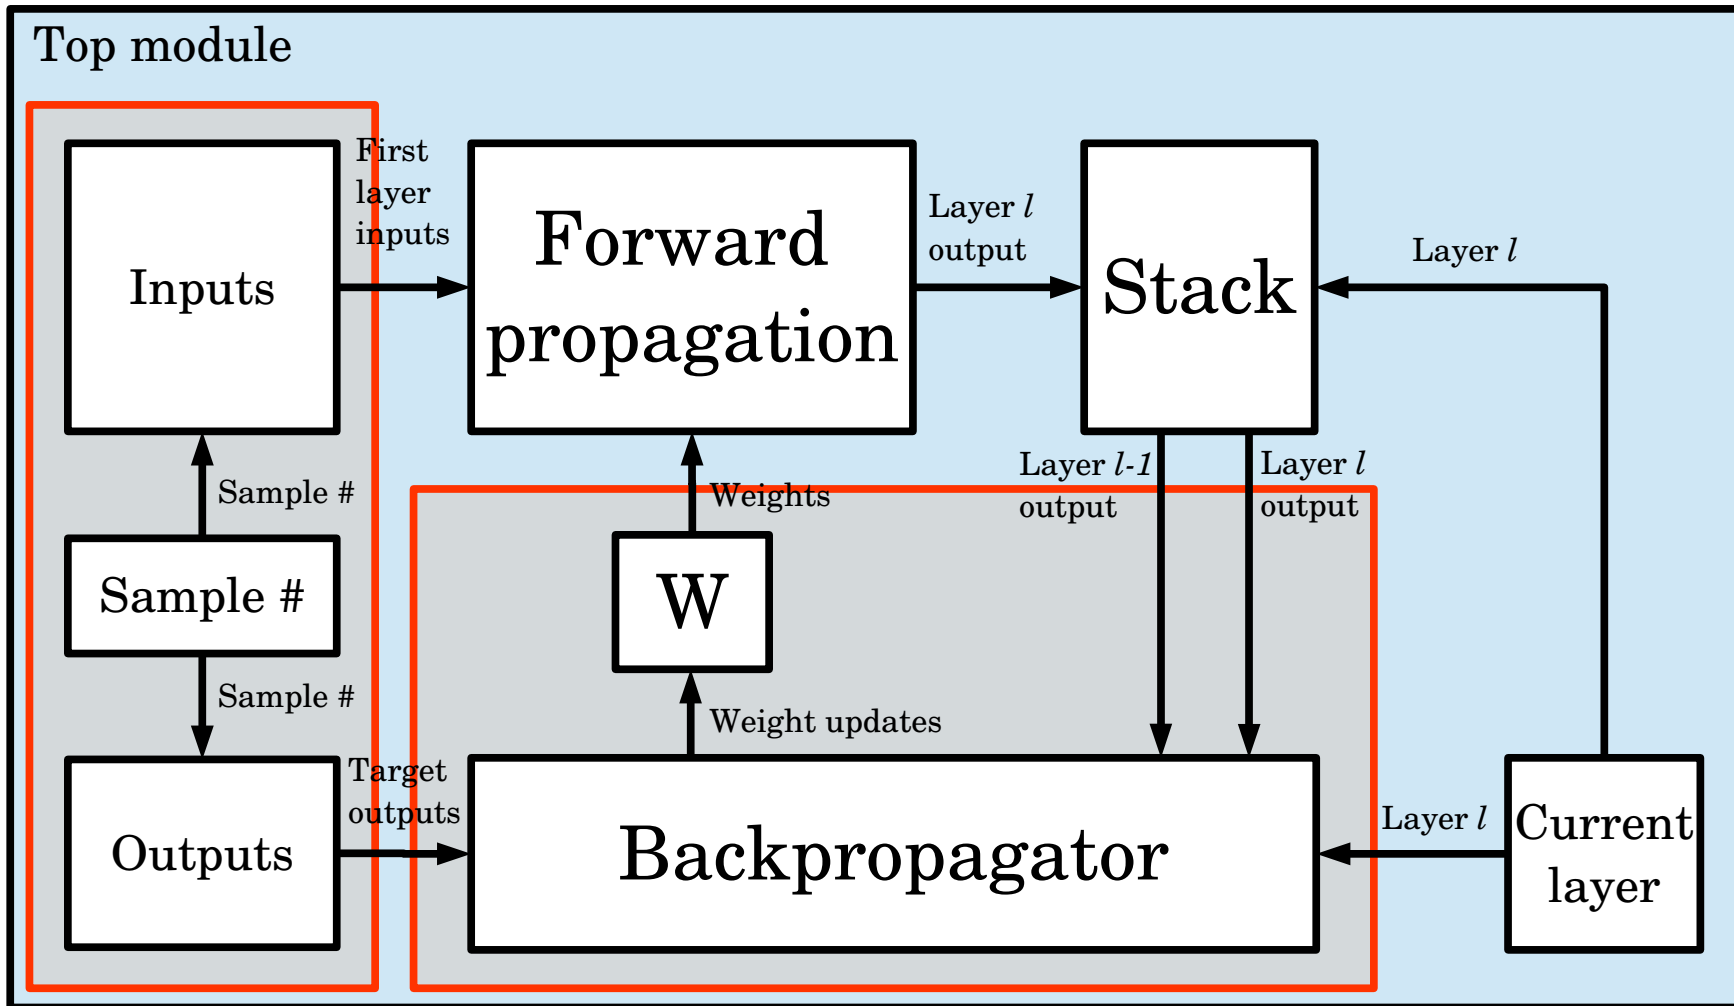 Top module
Inputs
First
layer
inputs
Forward
propagation
Layer l
output
Stack
Layer l
Sample #
Sample #
Sample #
Weights
W
Weight updates
Layer l-1
output
Layer l
output
Outputs
Target
outputs
Backpropagator
Layer l
Current
layer